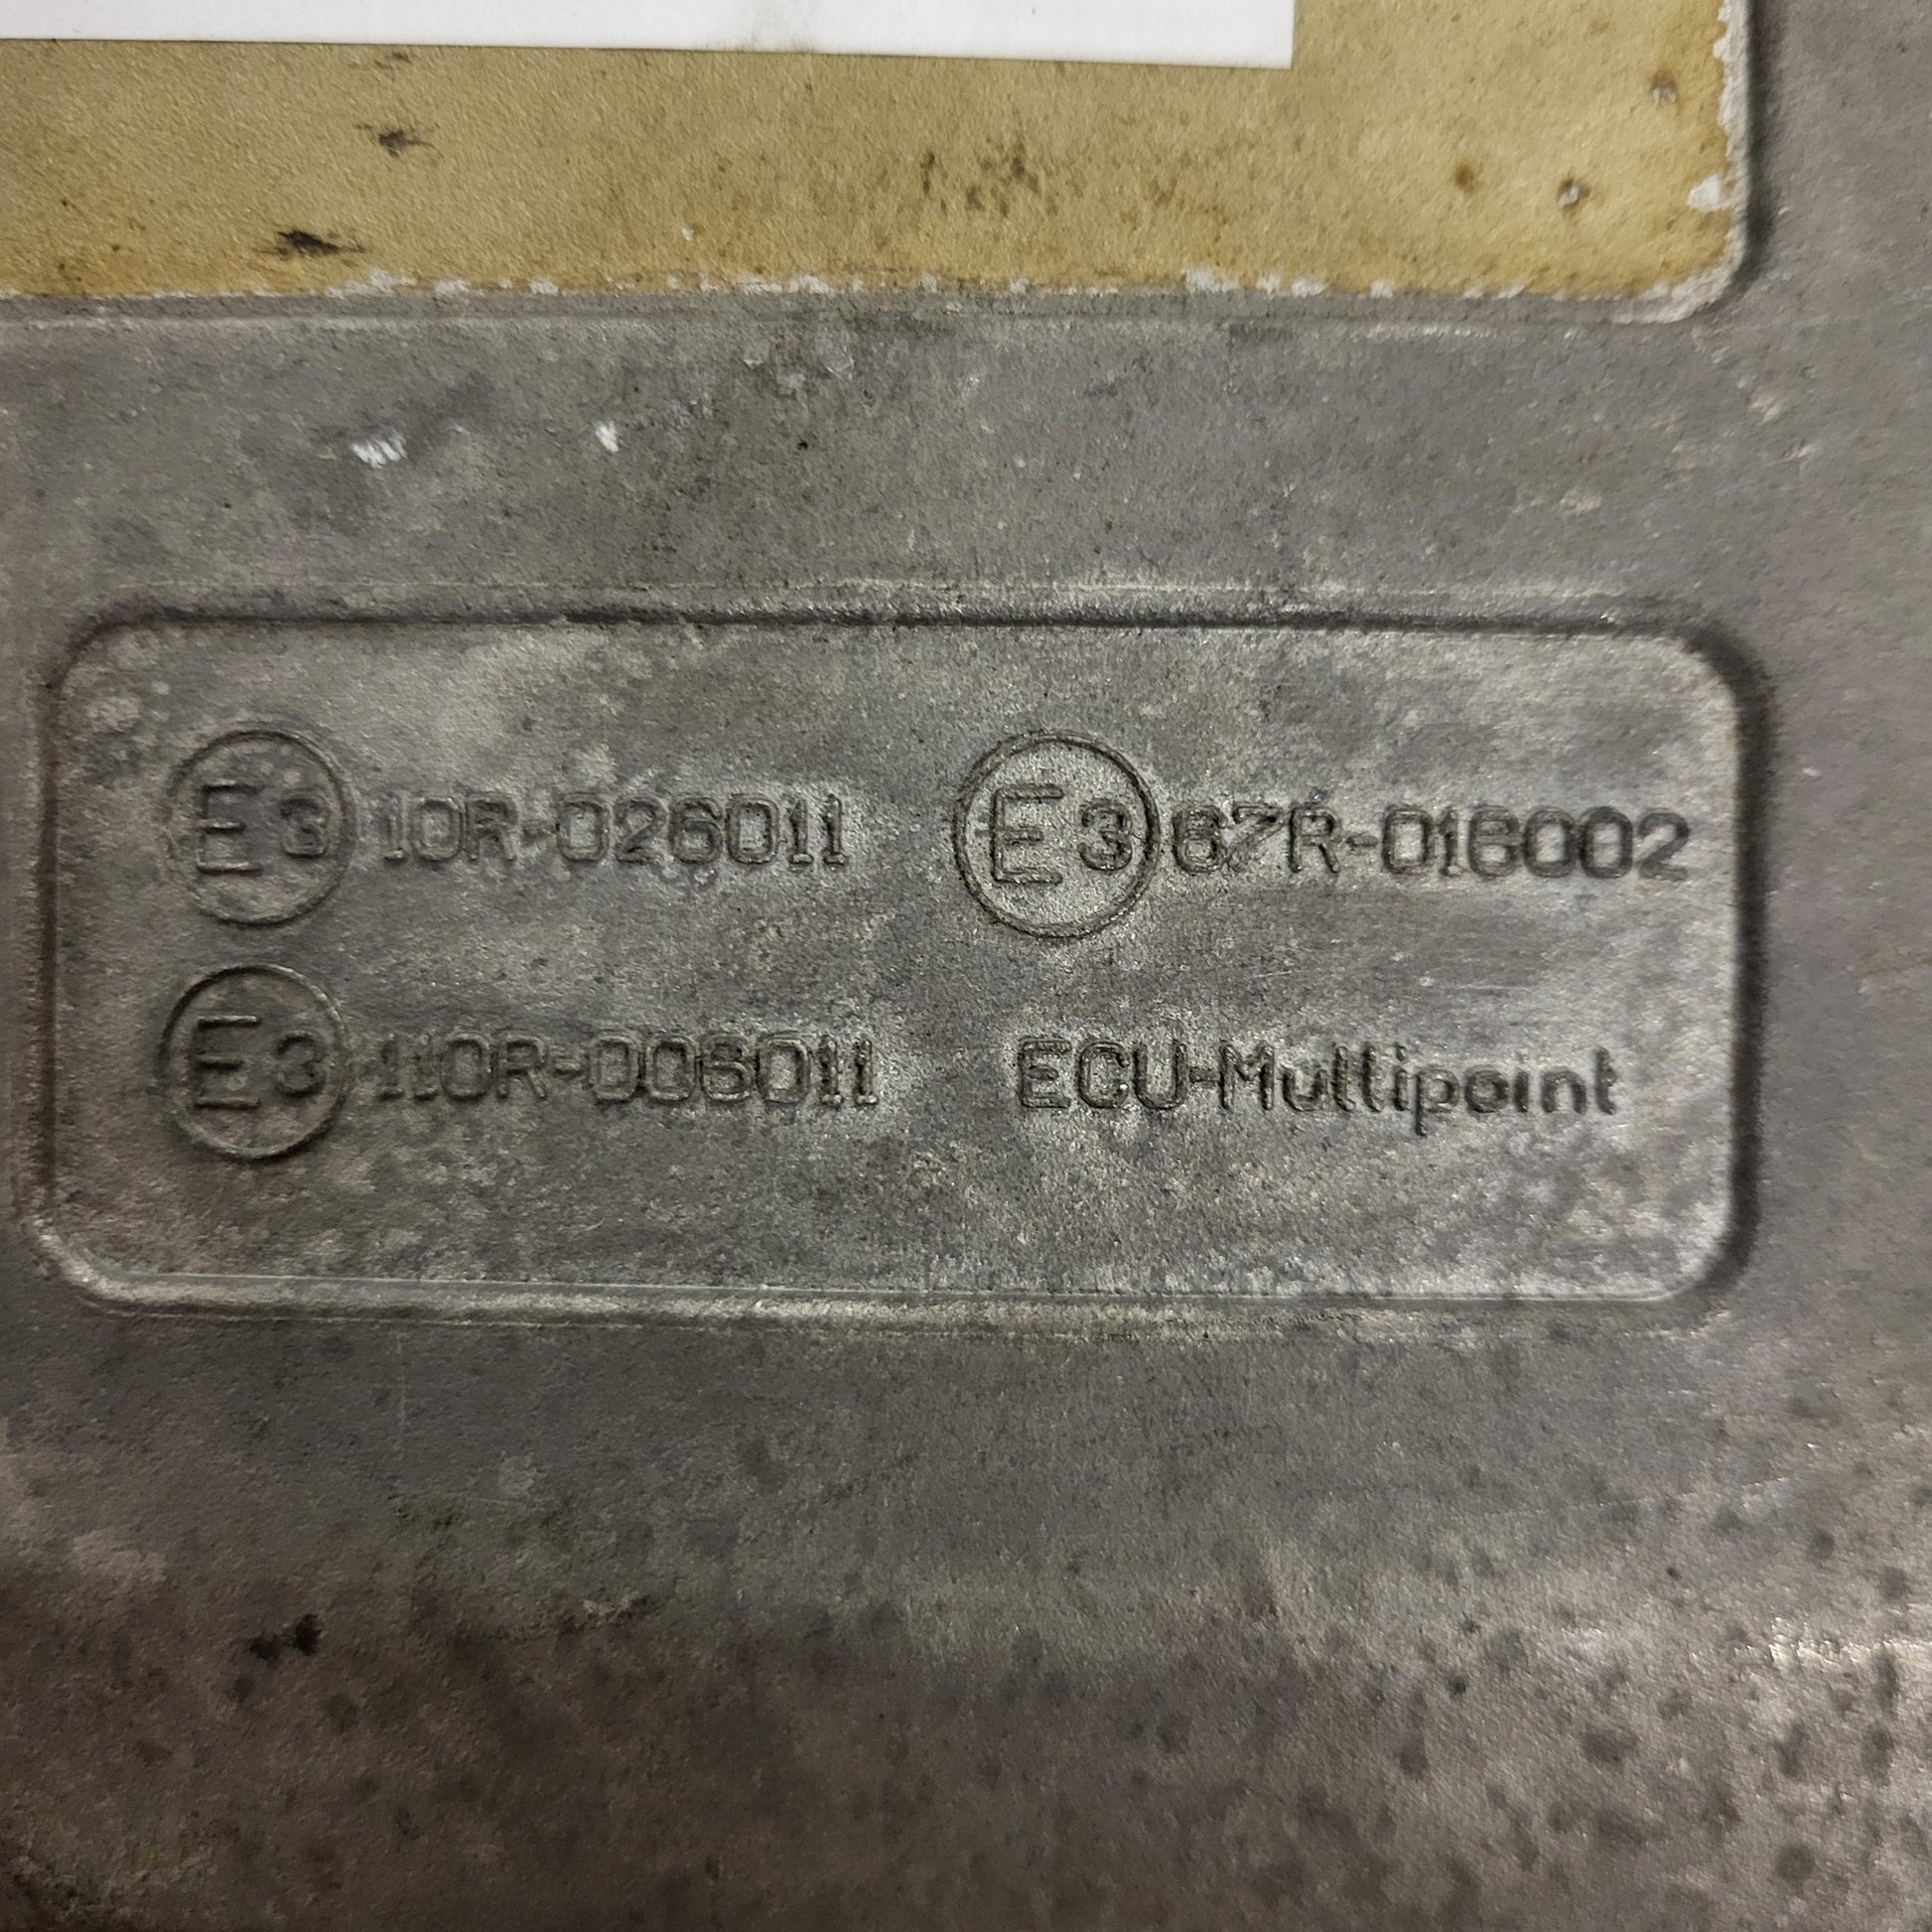 E3 10R-026011 E3 67R-016002
E3 110R-006011 ECU-Multipoint